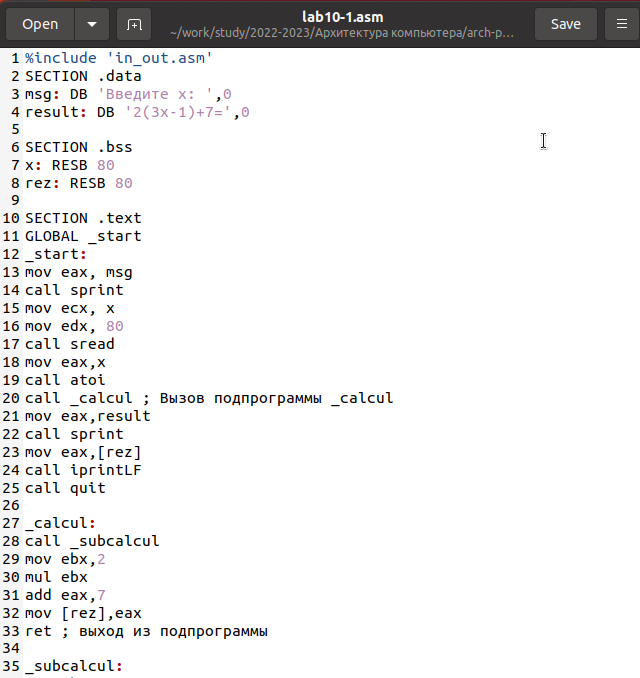 Open
lab10-1.asm
~/work/study/2022-2023/Архитектура компьютера/arch-p...
Save
1 %include 'in_out.asm'
2 SECTION .data
3 msg: DB 'Введите x: ',0
4 result: DB '2(3x-1)+7=',0
5
6 SECTION .bss
7 x: RESB 80
8 rez: RESB 80
9
10 SECTION .text
11 GLOBAL _start
12 _start:
13 mov eax, msg
14 call sprint
15 mov ecx, x
16 mov edx, 80
17 call sread
18 mov eax,x
19 call atoi
20 call _calcul ; Вызов подпрограммы _calcul
21 mov eax,result
22 call sprint
23 mov eax,[rez]
24 call iprintLF
25 call quit
26
27 _calcul:
28 call _subcalcul
29 mov ebx,2
30 mul ebx
31 add eax,7
32 mov [rez],eax
33 ret ; выход из подпрограммы
34
35 _subcalcul: